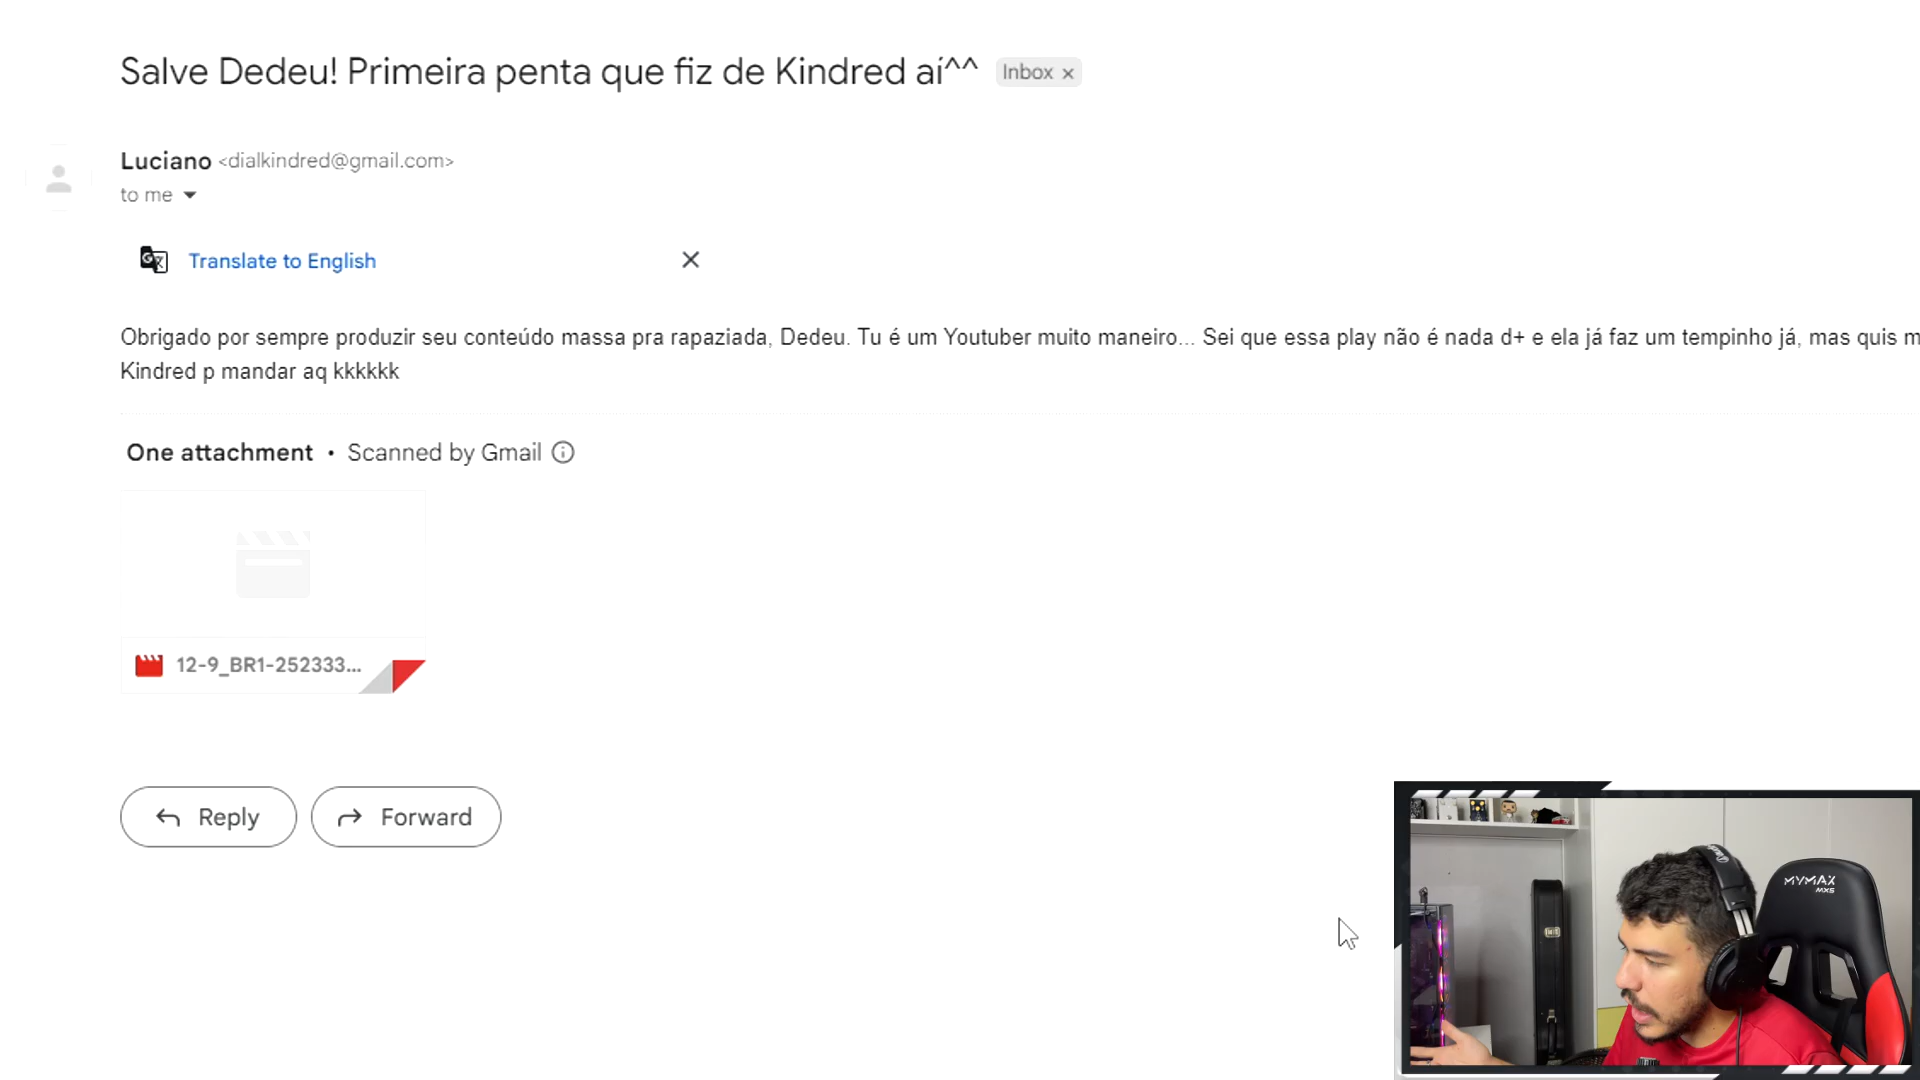 Salve Dedeu! Primeira penta que fiz de Kindred aí^^ Inbox ×
Luciano <dialkindred@gmail.com>
to me
Translate to English
Obrigado por sempre produzir seu conteúdo massa pra rapaziada, Dedeu. Tu é um Youtuber muito maneiro... Sei que essa play não é nada d+ e ela já faz um tempinho já, mas quis m
Kindred p mandar aq kkkkkk
One attachment • Scanned by Gmail
12-9_BR1-252333...
Reply
Forward
MYMAX
MX5